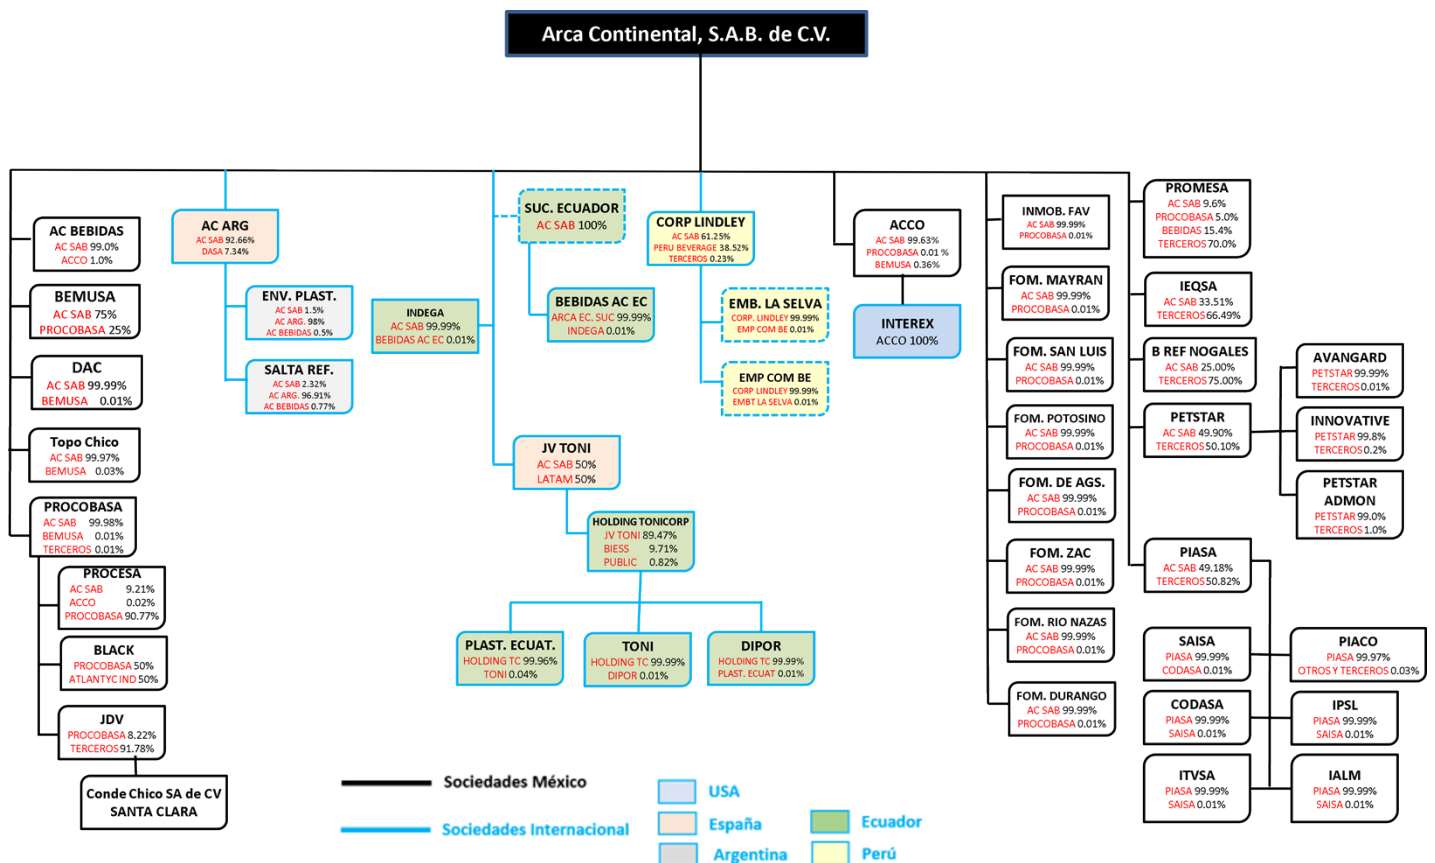 Arca Continental, S.A.B. de C.V.
AC BEBIDAS
AC SAB 99.0%
ACCO 1.0%
BEMUSA
AC SAB 75%
PROCOBASA 25%
DAC
AC SAB 99.99%
BEMUSA 0.01%
Topo Chico
AC SAB 99.97%
BEMUSA 0.03%
PROCOBASA
AC SAB 99.98%
BEMUSA 0.01%
TERCEROS 0.01%
PROCESA
AC SAB 9.21%
ACCO 0.02%
PROCOBASA 90.77%
BLACK
PROCOBASA 50%
ATLANTYC IND 50%
JDV
PROCOBASA 8.22%
TERCEROS 91.78%
Conde Chico SA de CV
SANTA CLARA
AC ARG
AC SAB 92.66%
DASA 7.34%
ENV. PLAST.
AC SAB 1.5%
AC ARG. 98%
AC BEBIDAS 0.5%
SALTA REF.
AC SAB 2.32%
AC ARG. 96.91%
AC BEBIDAS 0.77%
INDEGA
AC SAB 99.99%
BEBIDAS AC EC 0.01%
SUC. ECUADOR
AC SAB 100%
BEBIDAS AC EC
ARCA EC. SUC 99.99%
INDEGA 0.01%
JV TONI
AC SAB 50%
LATAM 50%
HOLDING TONICORP
JV TONI 89.47%
BIESS 9.71%
PUBLIC 0.82%
PLAST. ECUAT.
HOLDING TC 99.96%
TONI 0.04%
TONI
HOLDING TC 99.99%
DIPOR 0.01%
DIPOR
HOLDING TC 99.99%
PLAST. ECUAT 0.01%
CORP LINDLEY
AC SAB 61.25%
PERU BEVERAGE 38.52%
TERCEROS 0.23%
EMB. LA SELVA
CORP. LINDLEY 99.99%
EMP COM BE 0.01%
EMP COM BE
CORP LINDLEY 99.99%
EMBT LA SELVA 0.01%
ACCO
AC SAB 99.63%
PROCOBASA 0.01 %
BEMUSA 0.36%
INTEREX
ACCO 100%
INMOB. FAV
AC SAB 99.99%
PROCOBASA 0.01%
FOM. MAYRAN
AC SAB 99.99%
PROCOBASA 0.01%
FOM. SAN LUIS
AC SAB 99.99%
PROCOBASA 0.01%
FOM. POTOSINO
AC SAB 99.99%
PROCOBASA 0.01%
FOM. DE AGS.
AC SAB 99.99%
PROCOBASA 0.01%
FOM. ZAC
AC SAB 99.99%
PROCOBASA 0.01%
FOM. RIO NAZAS
AC SAB 99.99%
PROCOBASA 0.01%
FOM. DURANGO
AC SAB 99.99%
PROCOBASA 0.01%
PROMESA
AC SAB 9.6%
PROCOBASA 5.0%
BEBIDAS 15.4%
TERCEROS 70.0%
IEQSA
AC SAB 33.51%
TERCEROS 66.49%
B REF NOGALES
AC SAB 25.00%
TERCEROS 75.00%
PETSTAR
AC SAB 49.90%
TERCEROS 50.10%
AVANGARD
PETSTAR 99.99%
TERCEROS 0.01%
INNOVATIVE
PETSTAR 99.8%
TERCEROS 0.2%
PETSTAR
ADMON
PETSTAR 99.0%
TERCEROS 1.0%
PIASA
AC SAB 49.18%
TERCEROS 50.82%
SAISA
PIASA 99.99%
CODASA 0.01%
PIACO
PIASA 99.97%
OTROS Y TERCEROS 0.03%
CODASA
PIASA 99.99%
SAISA 0.01%
IPSL
PIASA 99.99%
SAISA 0.01%
ITVSA
PIASA 99.99%
SAISA 0.01%
IALM
PIASA 99.99%
SAISA 0.01%
Sociedades México
Sociedades Internacional
USA
España
Argentina
Ecuador
Perú